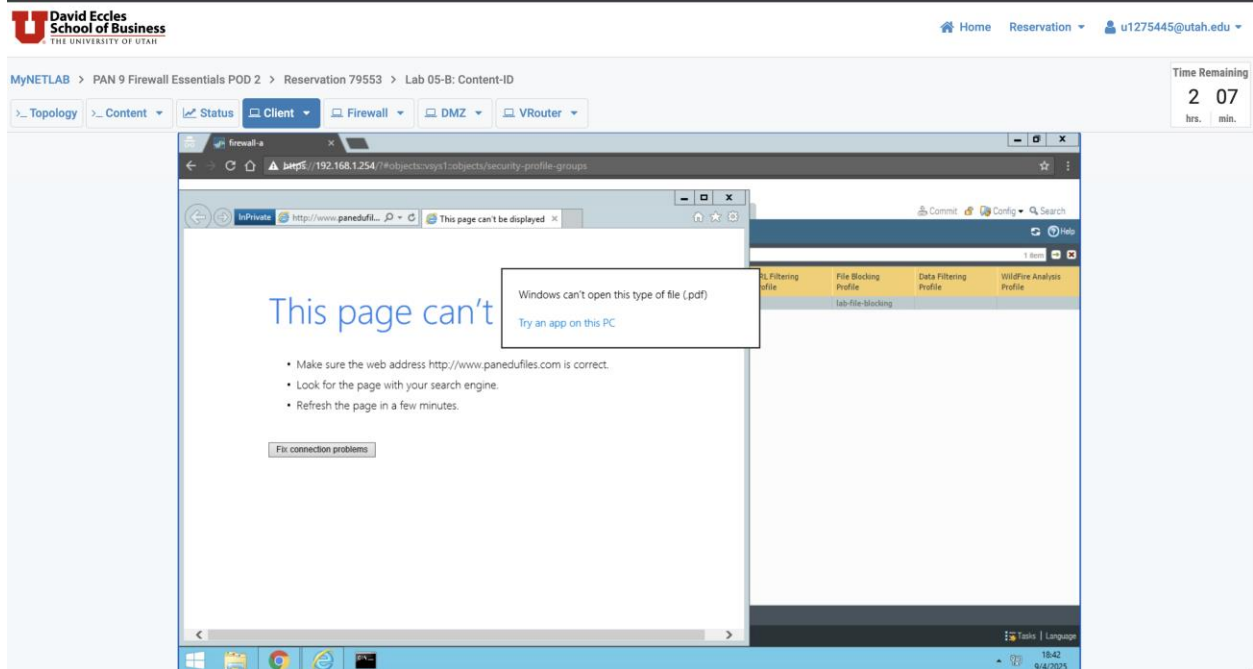 David Eccles
School of Business
THE UNIVERSITY OF UTAH
Home Reservation u1275445@utah.edu
MyNETLAB > PAN 9 Firewall Essentials POD 2 > Reservation 79553 > Lab 05-B: Content-ID
Time Remaining
2 07
hrs. min.
>_ Topology >_ Content Status Client Firewall DMZ VRouter
firewall-a
https://192.168.1.254/?#objects::vsys1::objects/security-profile-groups
InPrivate http://www.panedufil... This page can't be displayed
Commit Config Search
Help
1 item
RL Filtering Profile File Blocking Profile Data Filtering Profile WildFire Analysis Profile
lab-file-blocking
Windows can't open this type of file (.pdf)
Try an app on this PC
This page can't
• Make sure the web address http://www.panedufiles.com is correct.
• Look for the page with your search engine.
• Refresh the page in a few minutes.
Fix connection problems
Tasks | Language
18:42
9/4/2025